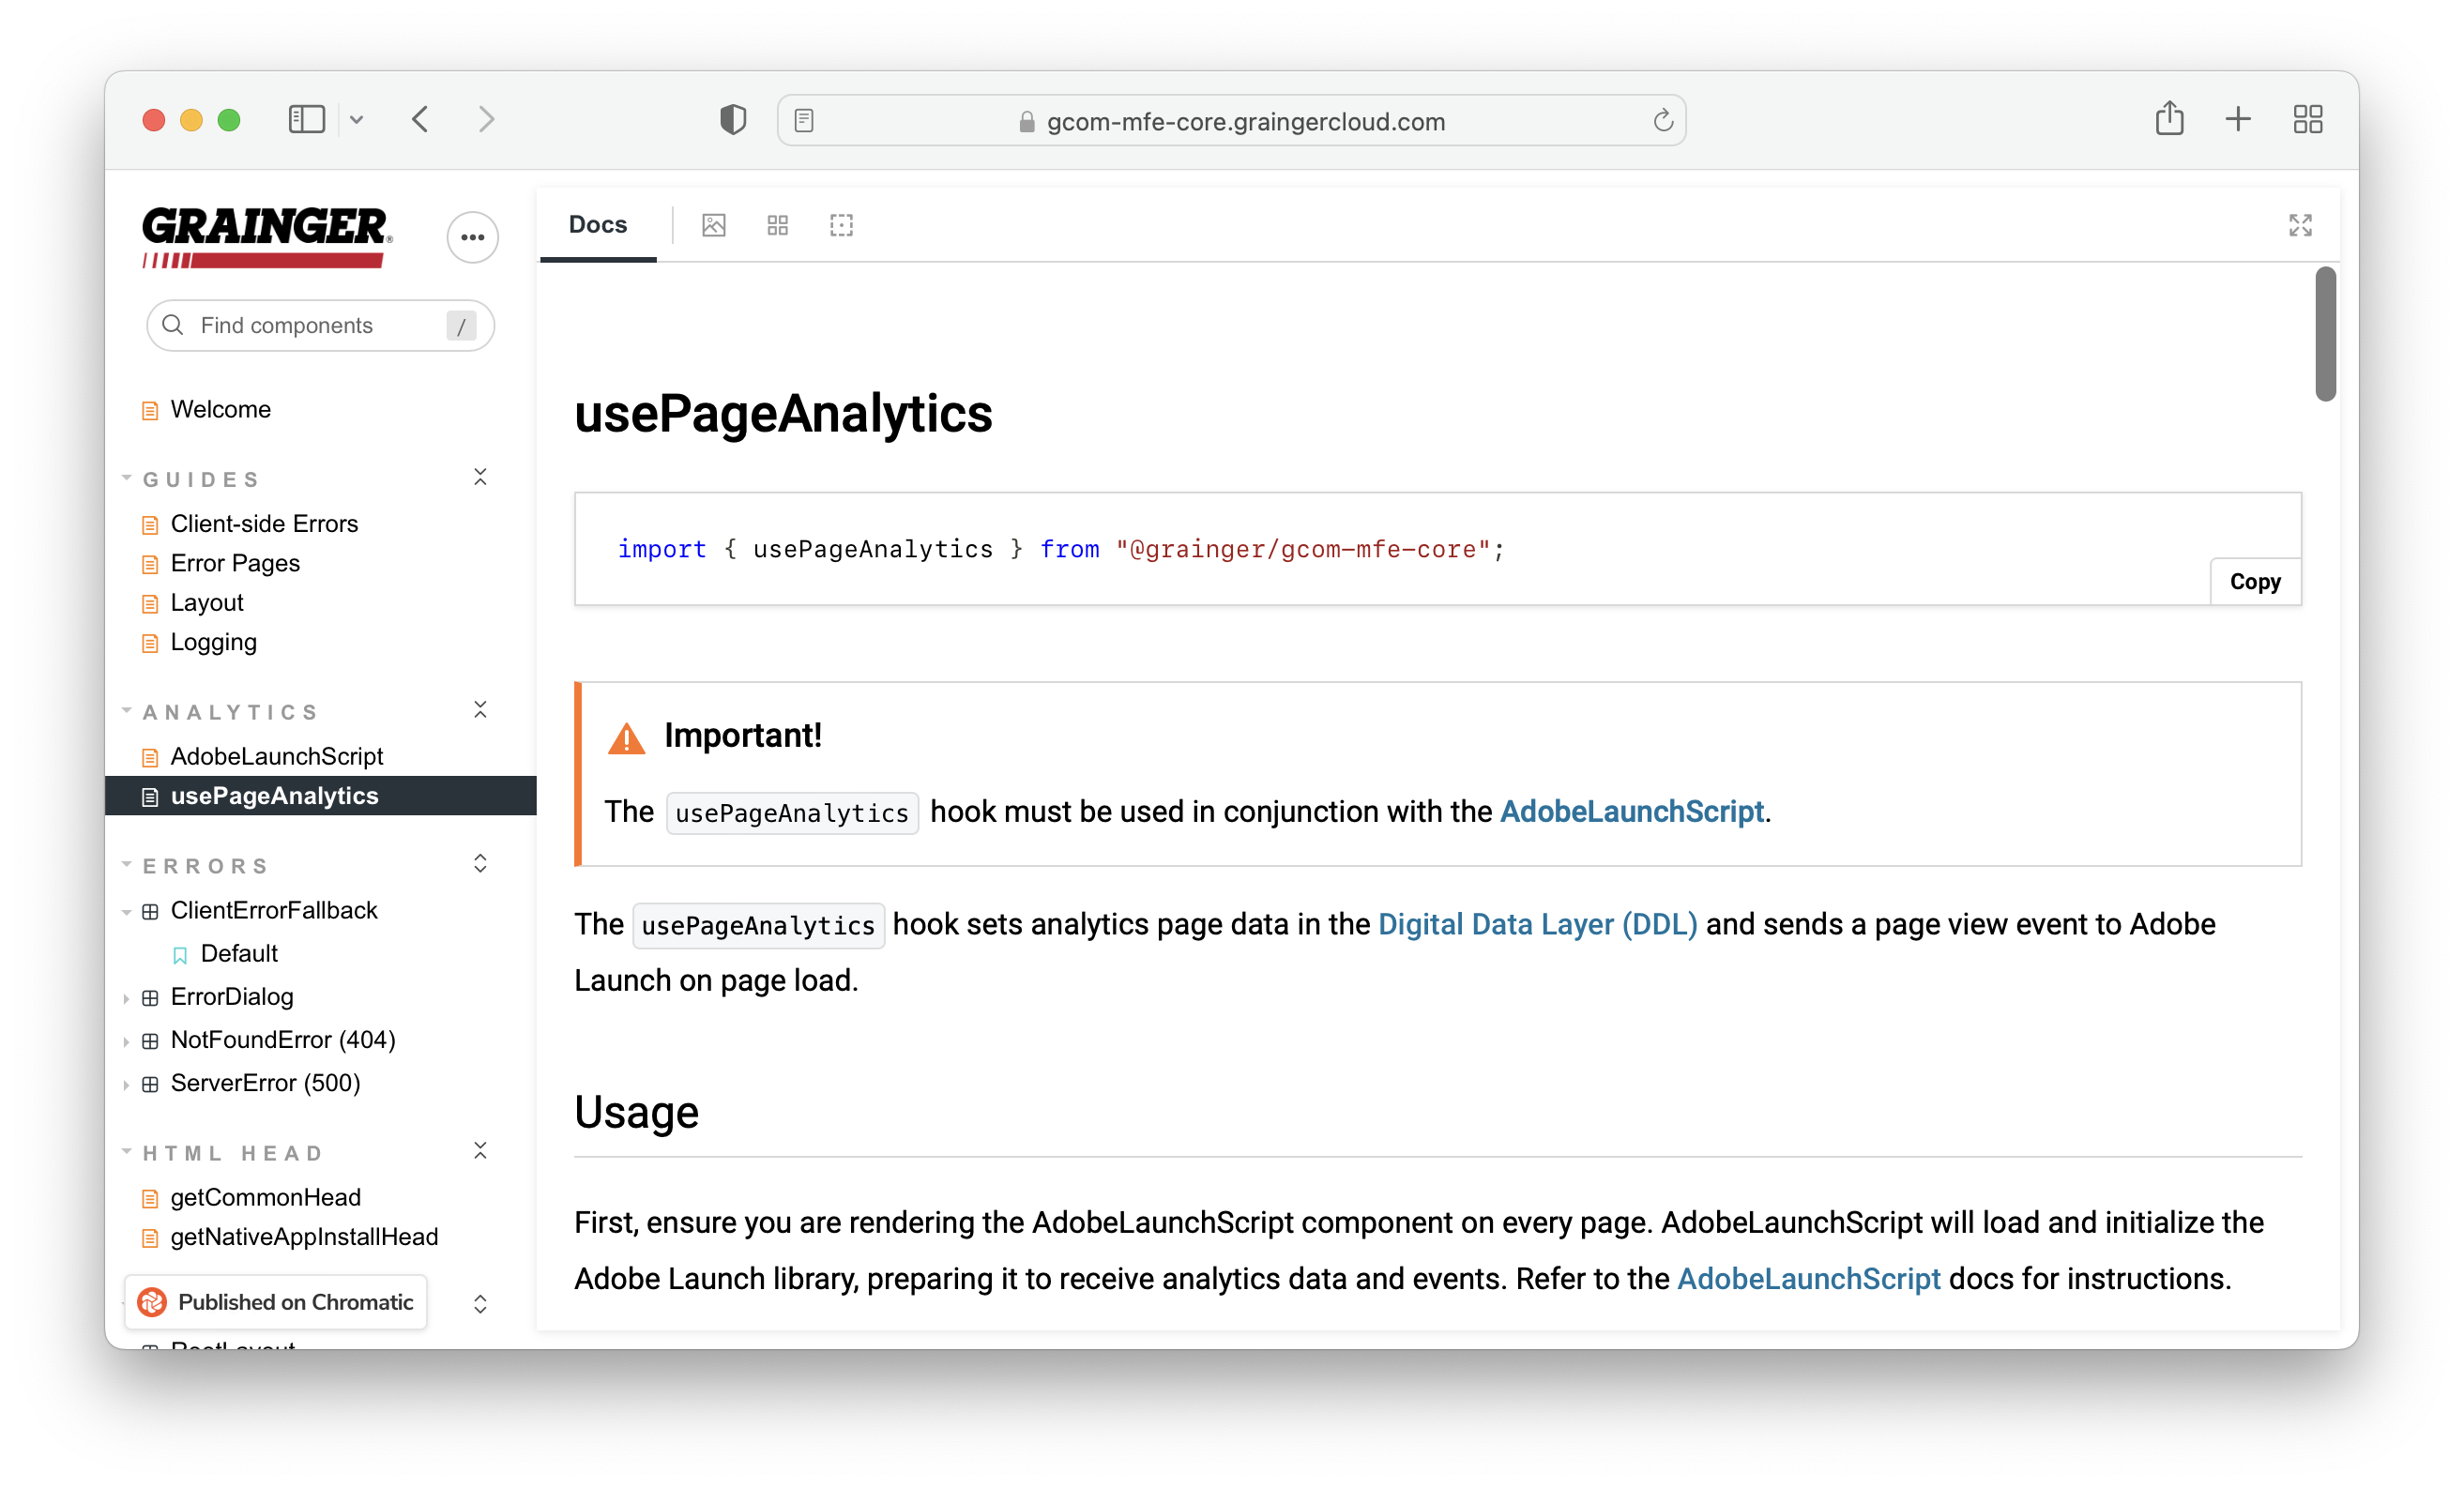 gcom-mfe-core.graingercloud.com
GRAINGER®
Find components /
Welcome
GUIDES
Client-side Errors
Error Pages
Layout
Logging
ANALYTICS
AdobeLaunchScript
usePageAnalytics
ERRORS
ClientErrorFallback
Default
ErrorDialog
NotFoundError (404)
ServerError (500)
HTML HEAD
getCommonHead
getNativeAppInstallHead
Published on Chromatic
RootLayout
Docs
usePageAnalytics
import { usePageAnalytics } from "@grainger/gcom-mfe-core";
Copy
Important!
The usePageAnalytics hook must be used in conjunction with the AdobeLaunchScript.
The usePageAnalytics hook sets analytics page data in the Digital Data Layer (DDL) and sends a page view event to Adobe
Launch on page load.
Usage
First, ensure you are rendering the AdobeLaunchScript component on every page. AdobeLaunchScript will load and initialize the
Adobe Launch library, preparing it to receive analytics data and events. Refer to the AdobeLaunchScript docs for instructions.